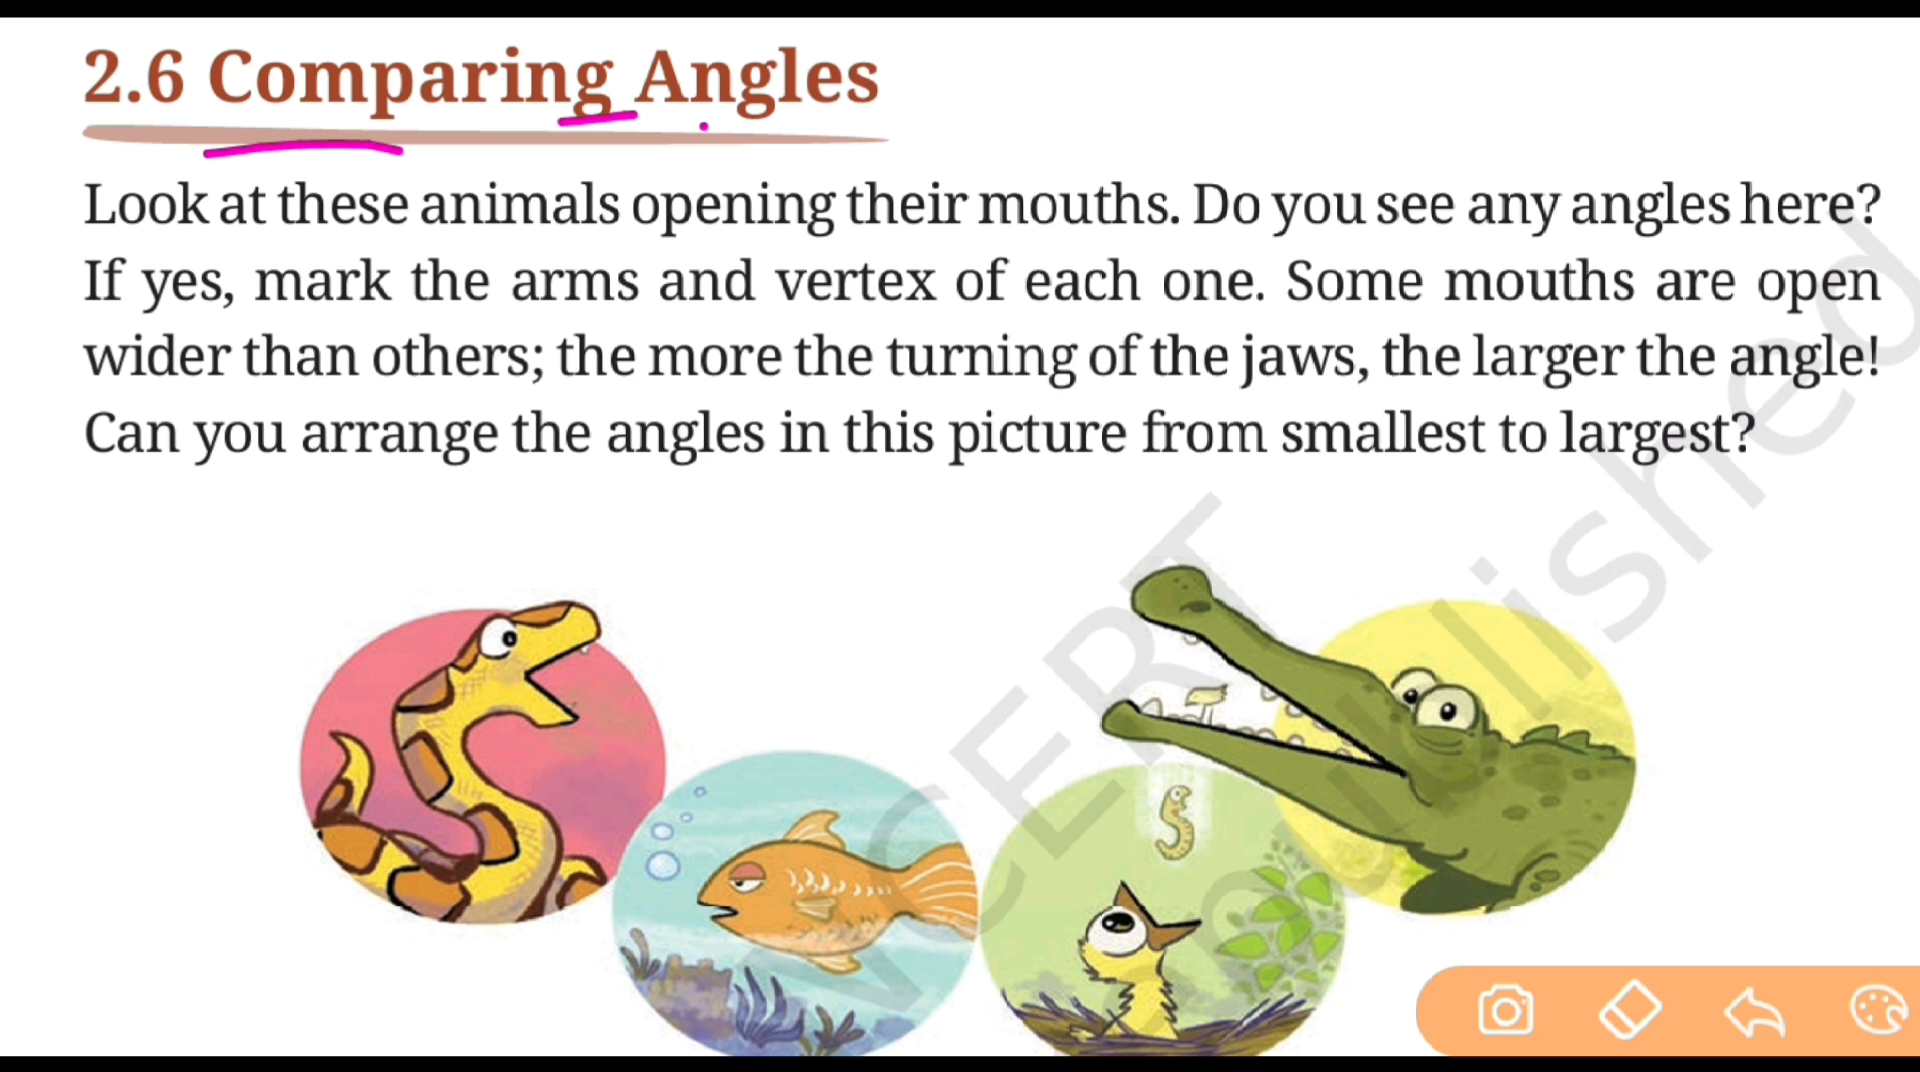 2.6 Comparing Angles
Look at these animals opening their mouths. Do you see any angles here?
If yes, mark the arms and vertex of each one. Some mouths are open
wider than others; the more the turning of the jaws, the larger the angle!
Can you arrange the angles in this picture from smallest to largest?